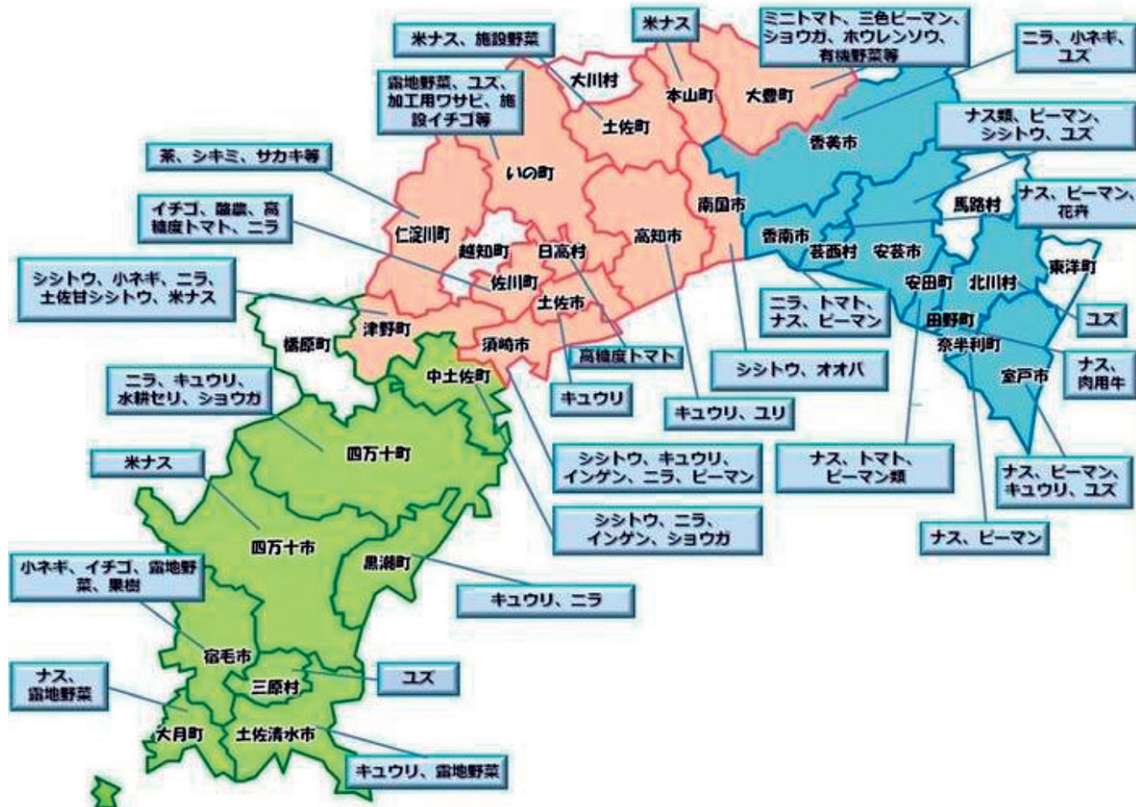 米ナス、施設野菜
米ナス
ミニトマト、三色ピーマン、
ショウガ、ホウレンソウ、
有機野菜等
ニラ、小ネギ、
ユズ
露地野菜、ユズ、
加工用ワサビ、施
設イチゴ等
大川村
本山町
大豊町
土佐町
ナス類、ピーマン、
シシトウ、ユズ
香美市
茶、シキミ、サカキ等
いの町
イチゴ、酪農、高
糖度トマト、ニラ
仁淀川町
南国市
馬路村
ナス、ピーマン、
花卉
越知町
日高村
高知市
香南市
芸西村
安芸市
東洋町
シシトウ、小ネギ、ニラ、
土佐甘シシトウ、米ナス
佐川町
土佐市
安田町
北川村
津野町
ニラ、トマト、
ナス、ピーマン
田野町
ユズ
梼原町
須崎市
高糖度トマト
奈半利町
中土佐町
シシトウ、オオバ
ナス、
肉用牛
室戸市
ニラ、キュウリ、
水耕セリ、ショウガ
キュウリ
キュウリ、ユリ
四万十町
米ナス
シシトウ、キュウリ、
インゲン、ニラ、ピーマン
ナス、トマト、
ピーマン類
ナス、ピーマン、
キュウリ、ユズ
シシトウ、ニラ、
インゲン、ショウガ
ナス、ピーマン
四万十市
黒潮町
小ネギ、イチゴ、露地野
菜、果樹
キュウリ、ニラ
宿毛市
ナス、
露地野菜
三原村
ユズ
大月町
土佐清水市
キュウリ、露地野菜